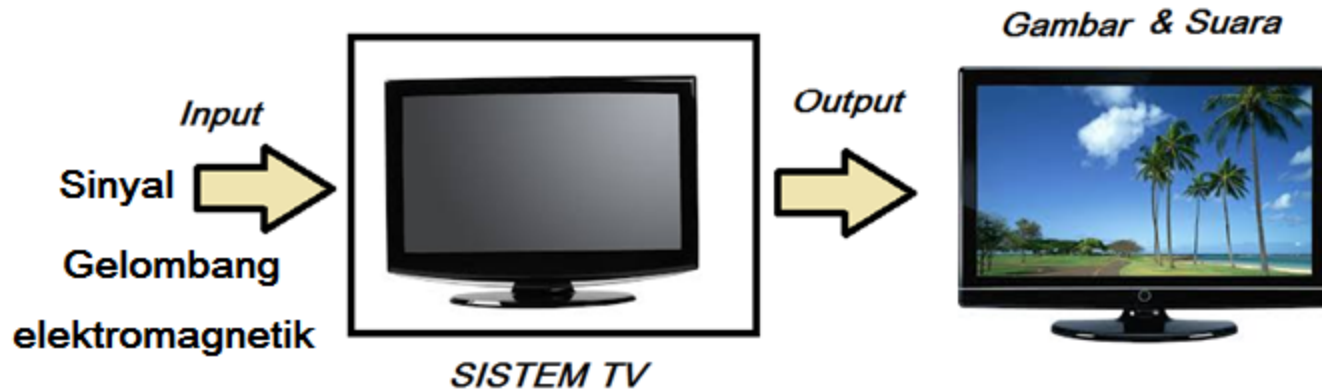 Input
Sinyal
Gelombang
elektromagnetik
SISTEM TV
Output
Gambar & Suara